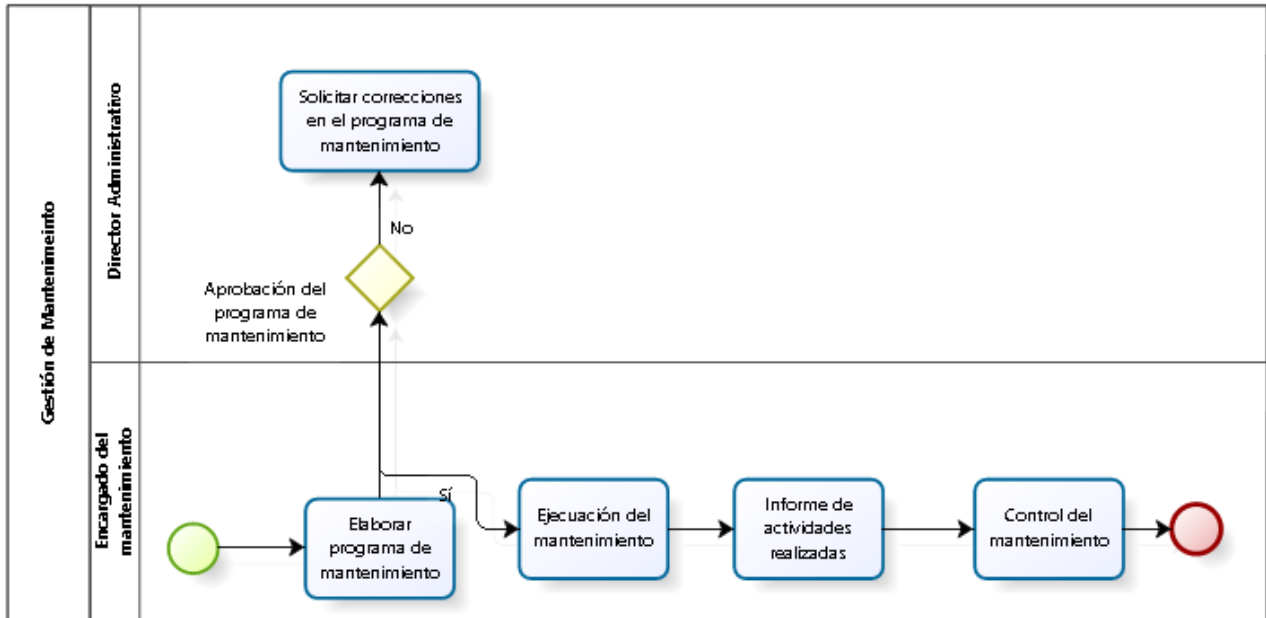 Gestión de Mantenimeinto
Director Administrativo
Solicitar correcciones
en el programa de
mantenimiento
No
Aprobación del
programa de
mantenimiento
Encargado del
mantenimiento
Sí
Elaborar
programa de
mantenimiento
Ejecuación del
mantenimiento
Informe de
actividades
realizadas
Control del
mantenimiento